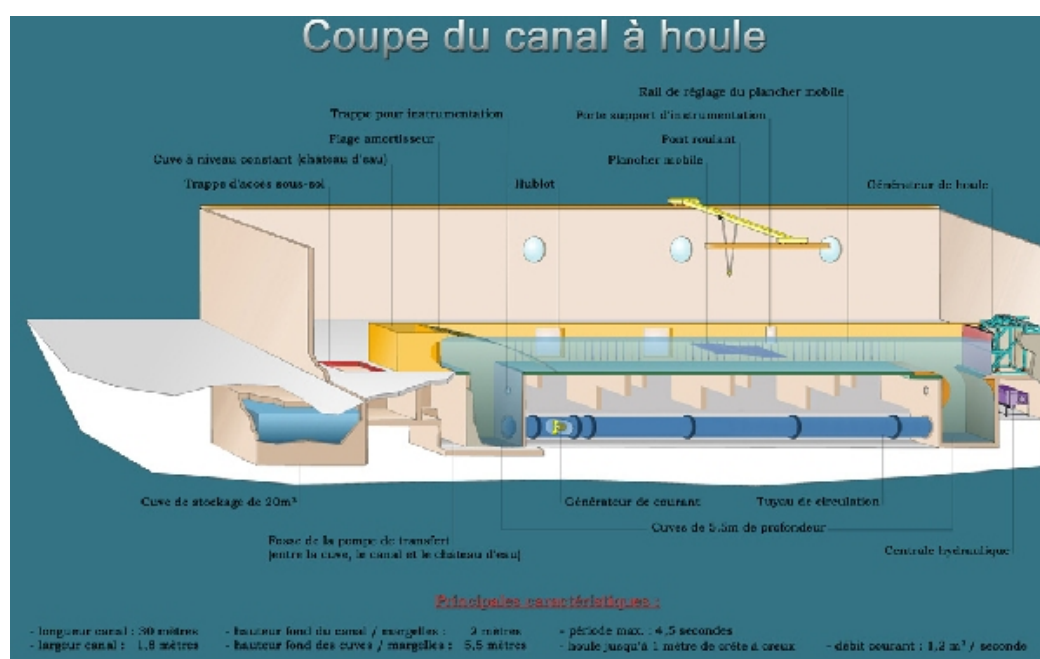 Coupe du canal à houle
Rail de réglage du plancher mobile
Trappe pour instrumentation
Porte support d'instrumentation
Plage amortisseur
Pont roulant
Cuve à niveau constant (chateau d'eau)
Plancher mobile
Trappe d'accès sous-sol
Hublot
Générateur de houle
Cuve de stockage de 20m³
Générateur de courant
Tuyau de circulation
Cuves de 5.5m de profondeur
Fosse de la pompe de transfert
(entre la cuve, le canal et le chateau d'eau)
Centrale hydraulique
Principales caractéristiques :
- longueur canal : 30 mètres
- hauteur fond du canal / margelles : 2 metres
- période max. : 4,5 secondes
- largeur canal : 1,8 mètres
- hauteur fond des cuves / margelles : 5,5 mètres
- houle jusqu'à 1 mètre de crête à creux
- débit courant : 1,2 m³ / seconde